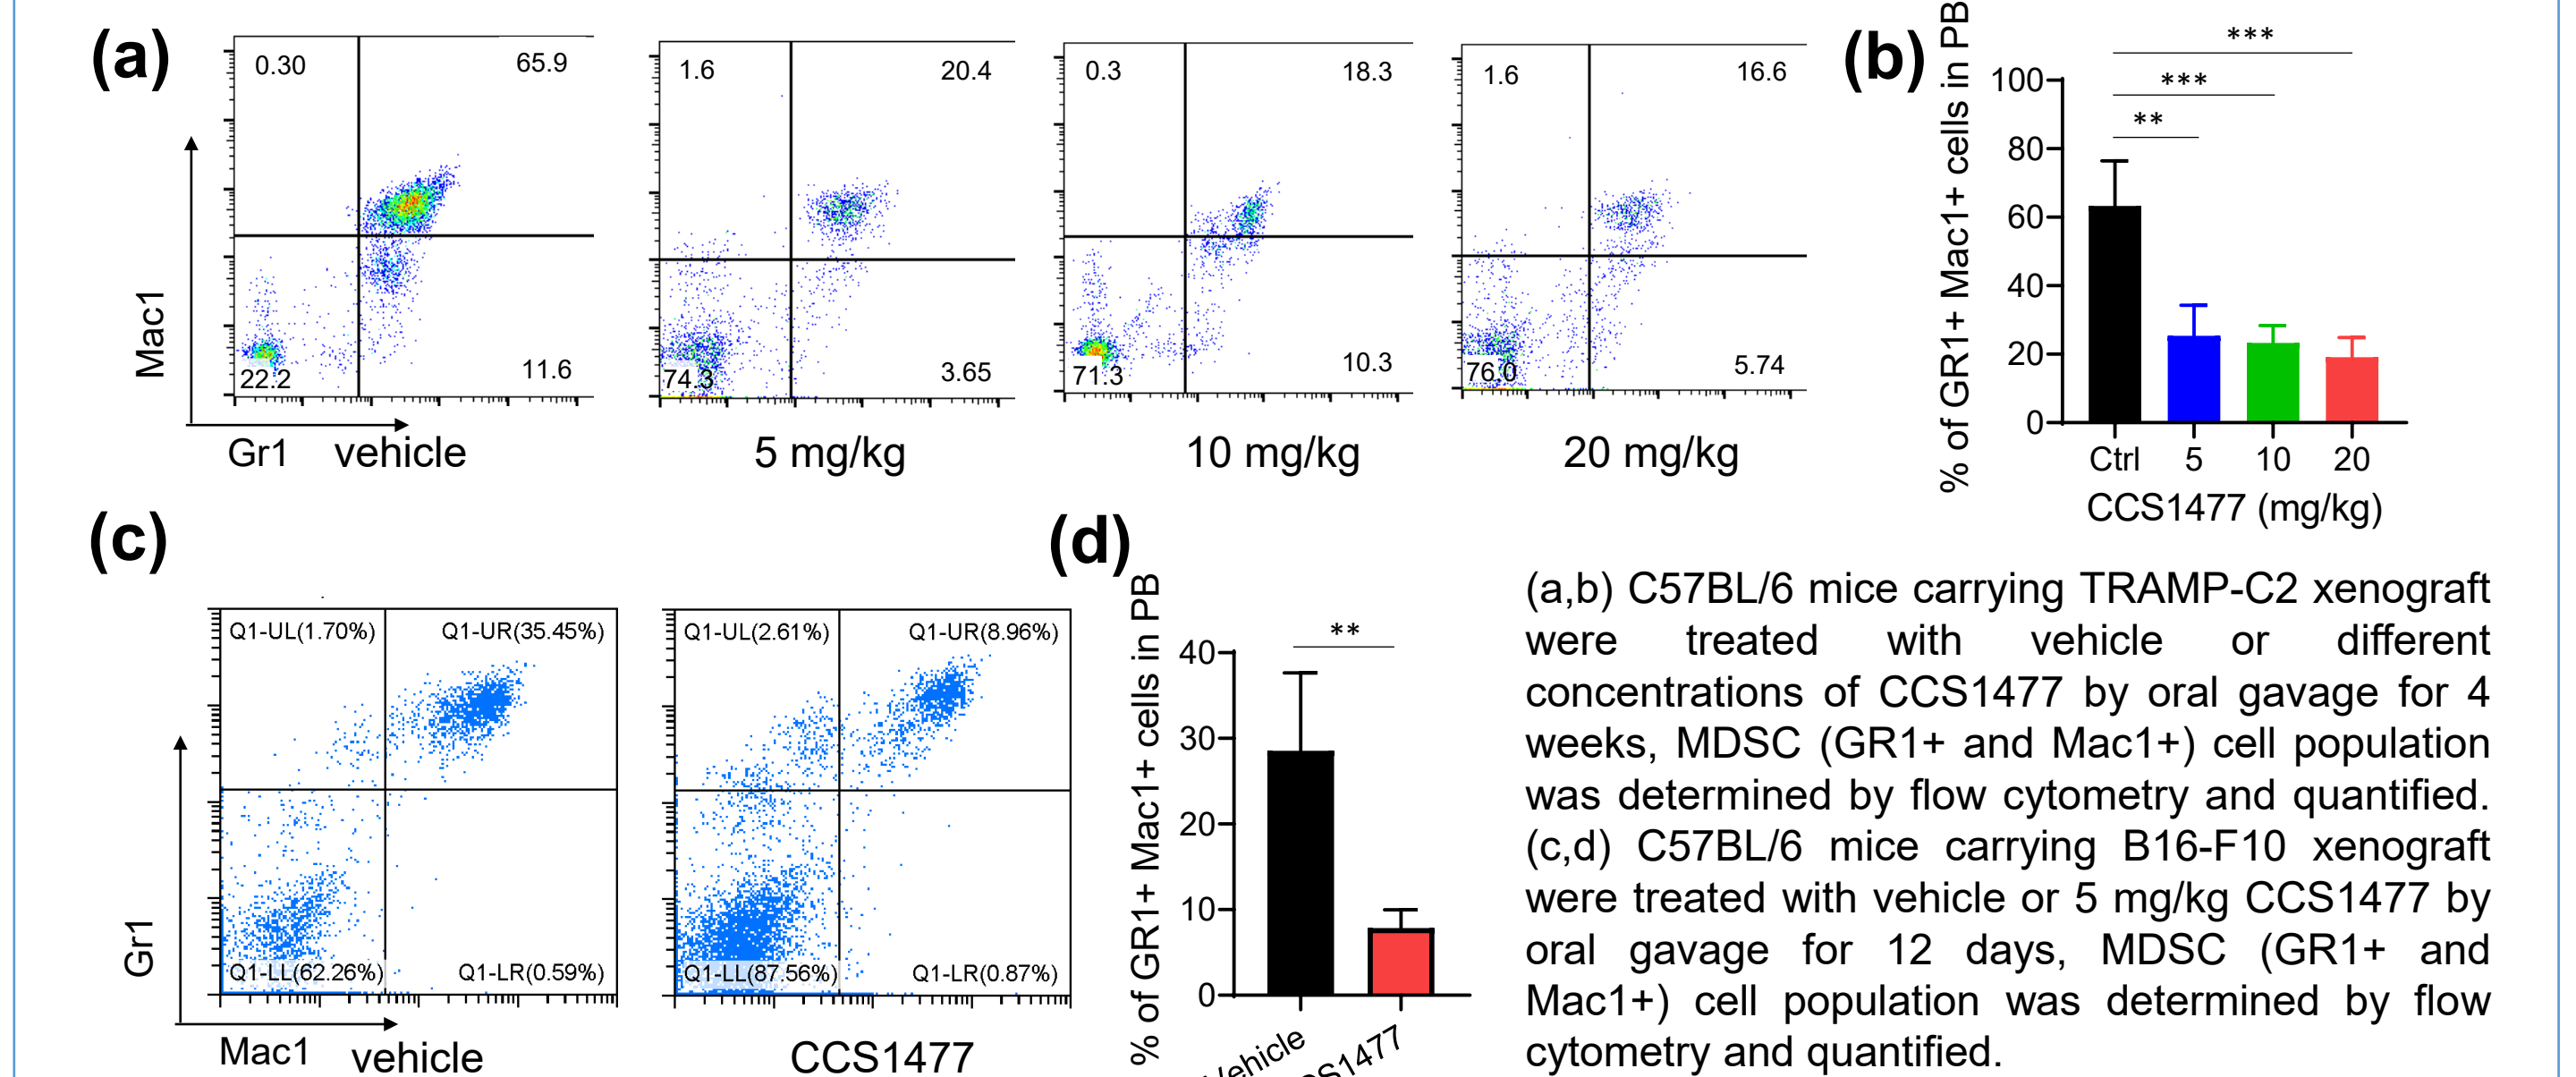 (a)
0.30
65.9
22.2
11.6
Mac1
Gr1
vehicle
1.6
20.4
74.3
3.65
5 mg/kg
0.3
18.3
71.3
10.3
10 mg/kg
1.6
16.6
76.0
5.74
20 mg/kg
(b)
% of GR1+ Mac1+ cells in PB
***
***
**
100
80
60
40
20
0
Ctrl
5
10
20
CCS1477 (mg/kg)
(c)
Q1-UL(1.70%)
Q1-UR(35.45%)
Q1-LL(62.26%)
Q1-LR(0.59%)
Gr1
Mac1
vehicle
Q1-UL(2.61%)
Q1-UR(8.96%)
Q1-LL(87.56%)
Q1-LR(0.87%)
CCS1477
(d)
% of GR1+ Mac1+ cells in PB
**
40
30
20
10
0
Vehicle
S1477
(a,b) C57BL/6 mice carrying TRAMP-C2 xenograft
were treated with vehicle or different
concentrations of CCS1477 by oral gavage for 4
weeks, MDSC (GR1+ and Mac1+) cell population
was determined by flow cytometry and quantified.
(c,d) C57BL/6 mice carrying B16-F10 xenograft
were treated with vehicle or 5 mg/kg CCS1477 by
oral gavage for 12 days, MDSC (GR1+ and
Mac1+) cell population was determined by flow
cytometry and quantified.